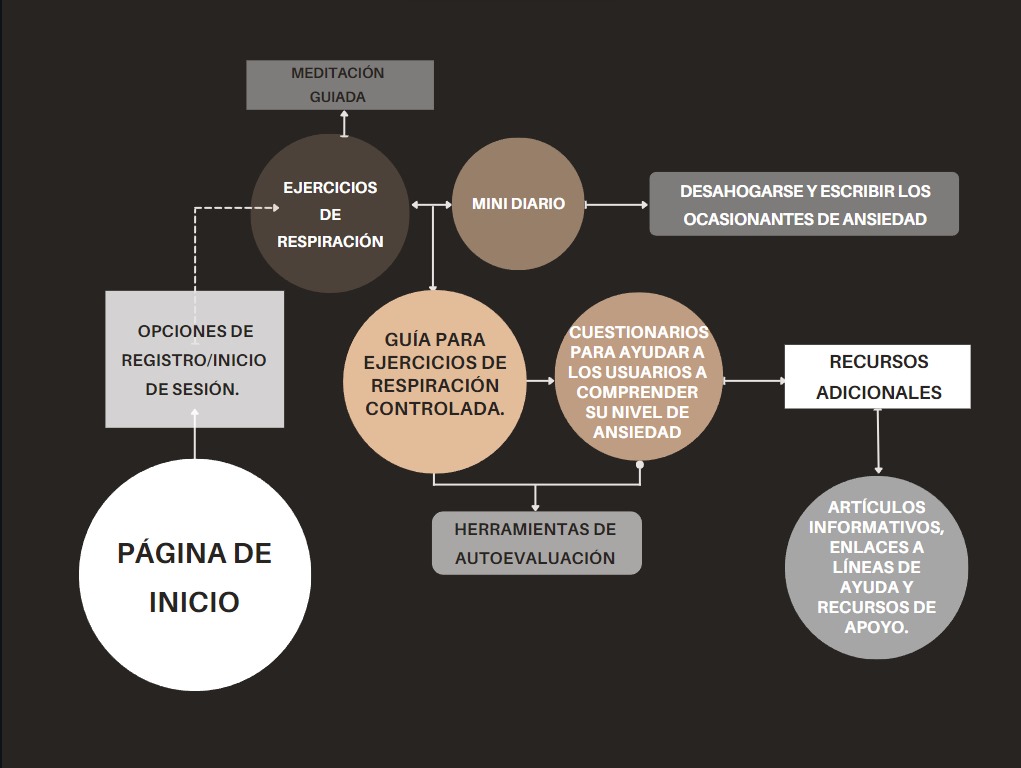 MEDITACIÓN
GUIADA
EJERCICIOS
DE
RESPIRACIÓN
MINI DIARIO
DESAHOGARSE Y ESCRIBIR LOS
OCASIONANTES DE ANSIEDAD
OPCIONES DE
REGISTRO/INICIO
DE SESIÓN.
GUÍA PARA
EJERCICIOS DE
RESPIRACIÓN
CONTROLADA.
CUESTIONARIOS
PARA AYUDAR A
LOS USUARIOS A
COMPRENDER
SU NIVEL DE
ANSIEDAD
RECURSOS
ADICIONALES
PÁGINA DE
INICIO
HERRAMIENTAS DE
AUTOEVALUACIÓN
ARTÍCULOS
INFORMATIVOS,
ENLACES A
LÍNEAS DE
AYUDA Y
RECURSOS DE
APOYO.